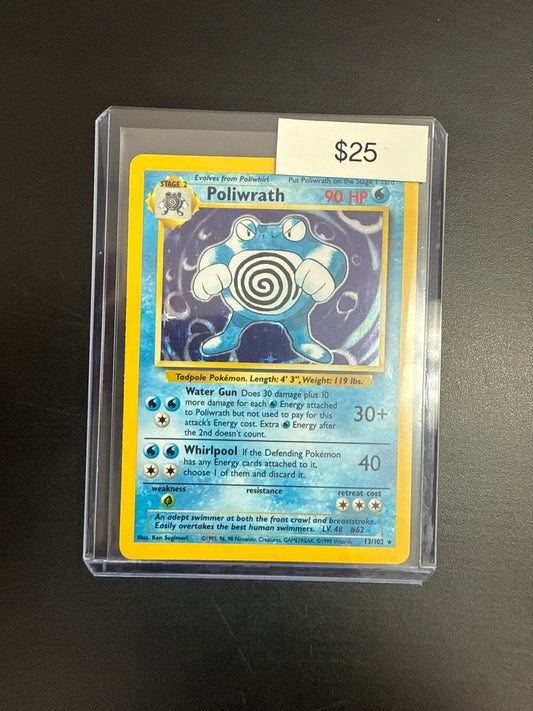 $25
Evolves from Poliwhirl Put Poliwrath on the Stage 1 card
STAGE 2
Poliwrath 90 HP
Tadpole Pokémon. Length: 4' 3", Weight: 119 lbs.
Water Gun Does 30 damage plus 10
more damage for each Energy attached
to Poliwrath but not used to pay for this
attack's Energy cost. Extra Energy after
the 2nd doesn't count.
30+
Whirlpool If the Defending Pokémon
has any Energy cards attached to it,
choose 1 of them and discard it.
40
weakness resistance retreat cost
An adept swimmer at both the front crawl and breaststroke.
Easily overtakes the best human swimmers. LV. 48 #62
Illus. Ken Sugimori ©1995, 96, 98 Nintendo, Creatures, GAMEFREAK. ©1999 Wizards. 13/102 ★